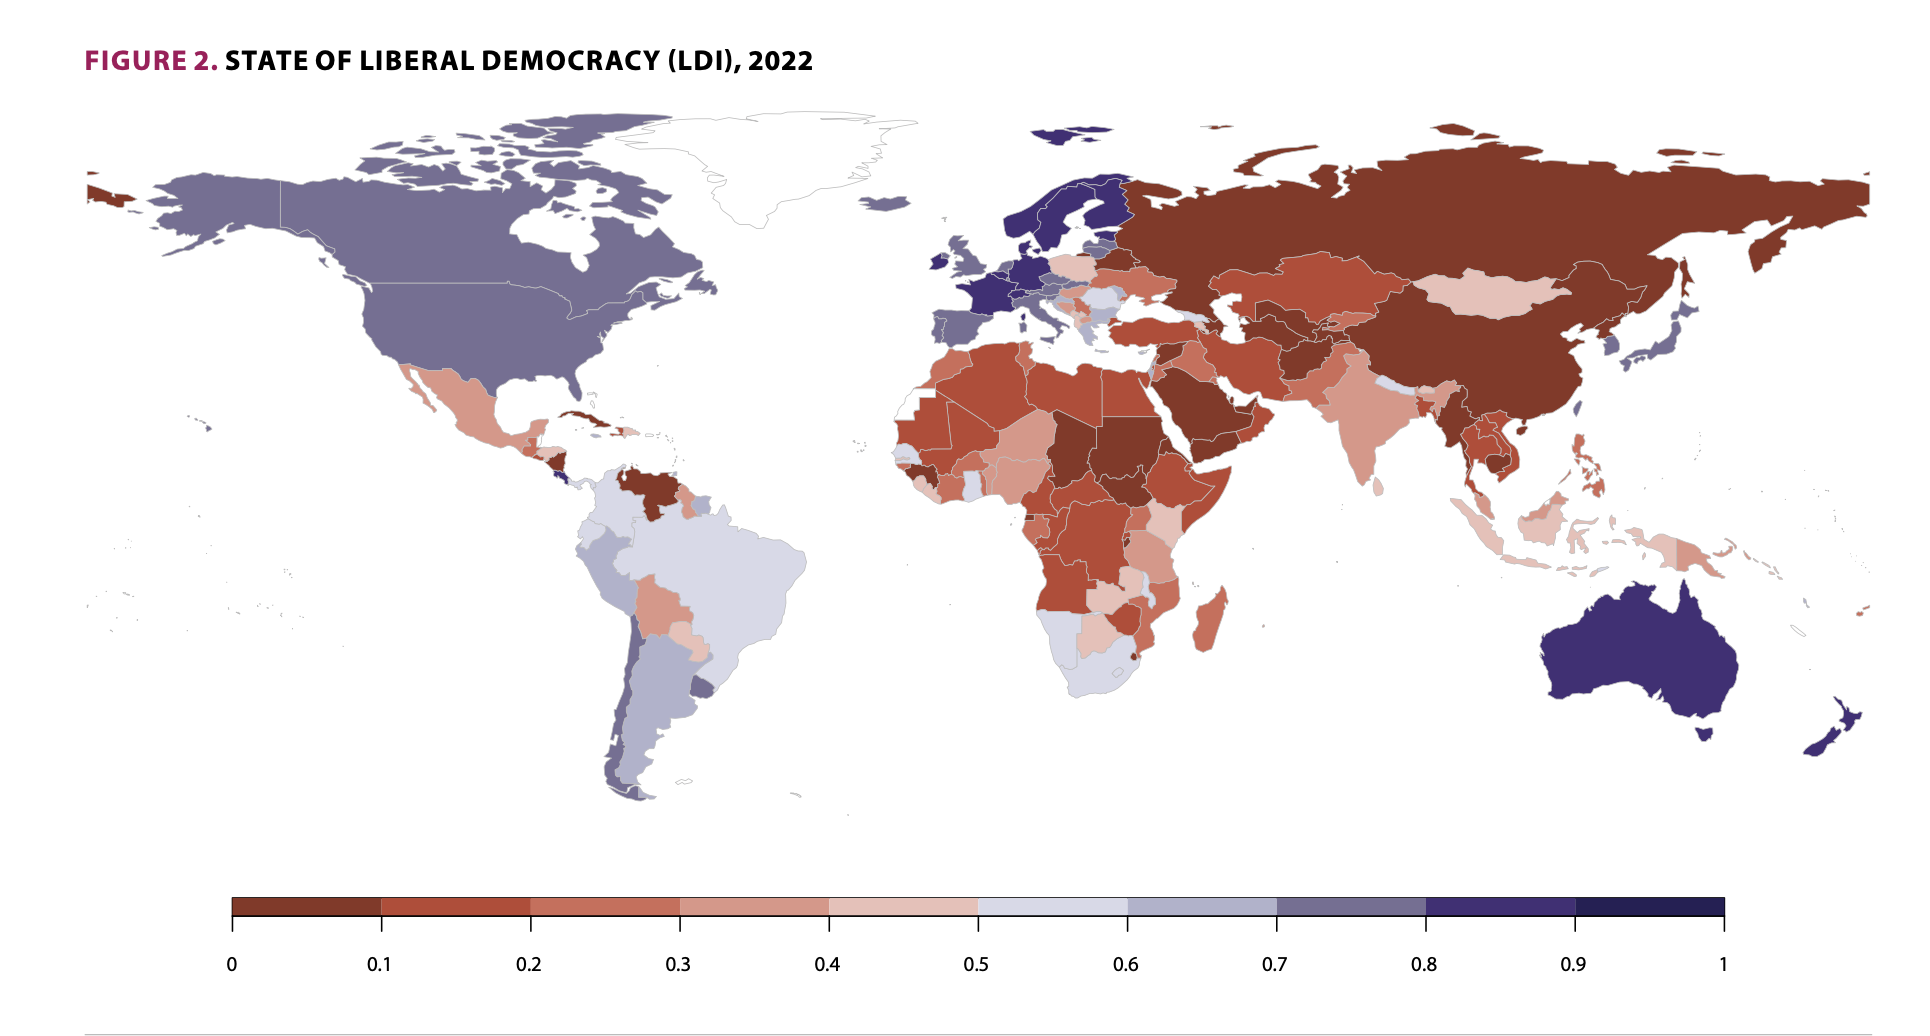 FIGURE 2. STATE OF LIBERAL DEMOCRACY (LDI), 2022
0 0.1 0.2 0.3 0.4 0.5 0.6 0.7 0.8 0.9 1